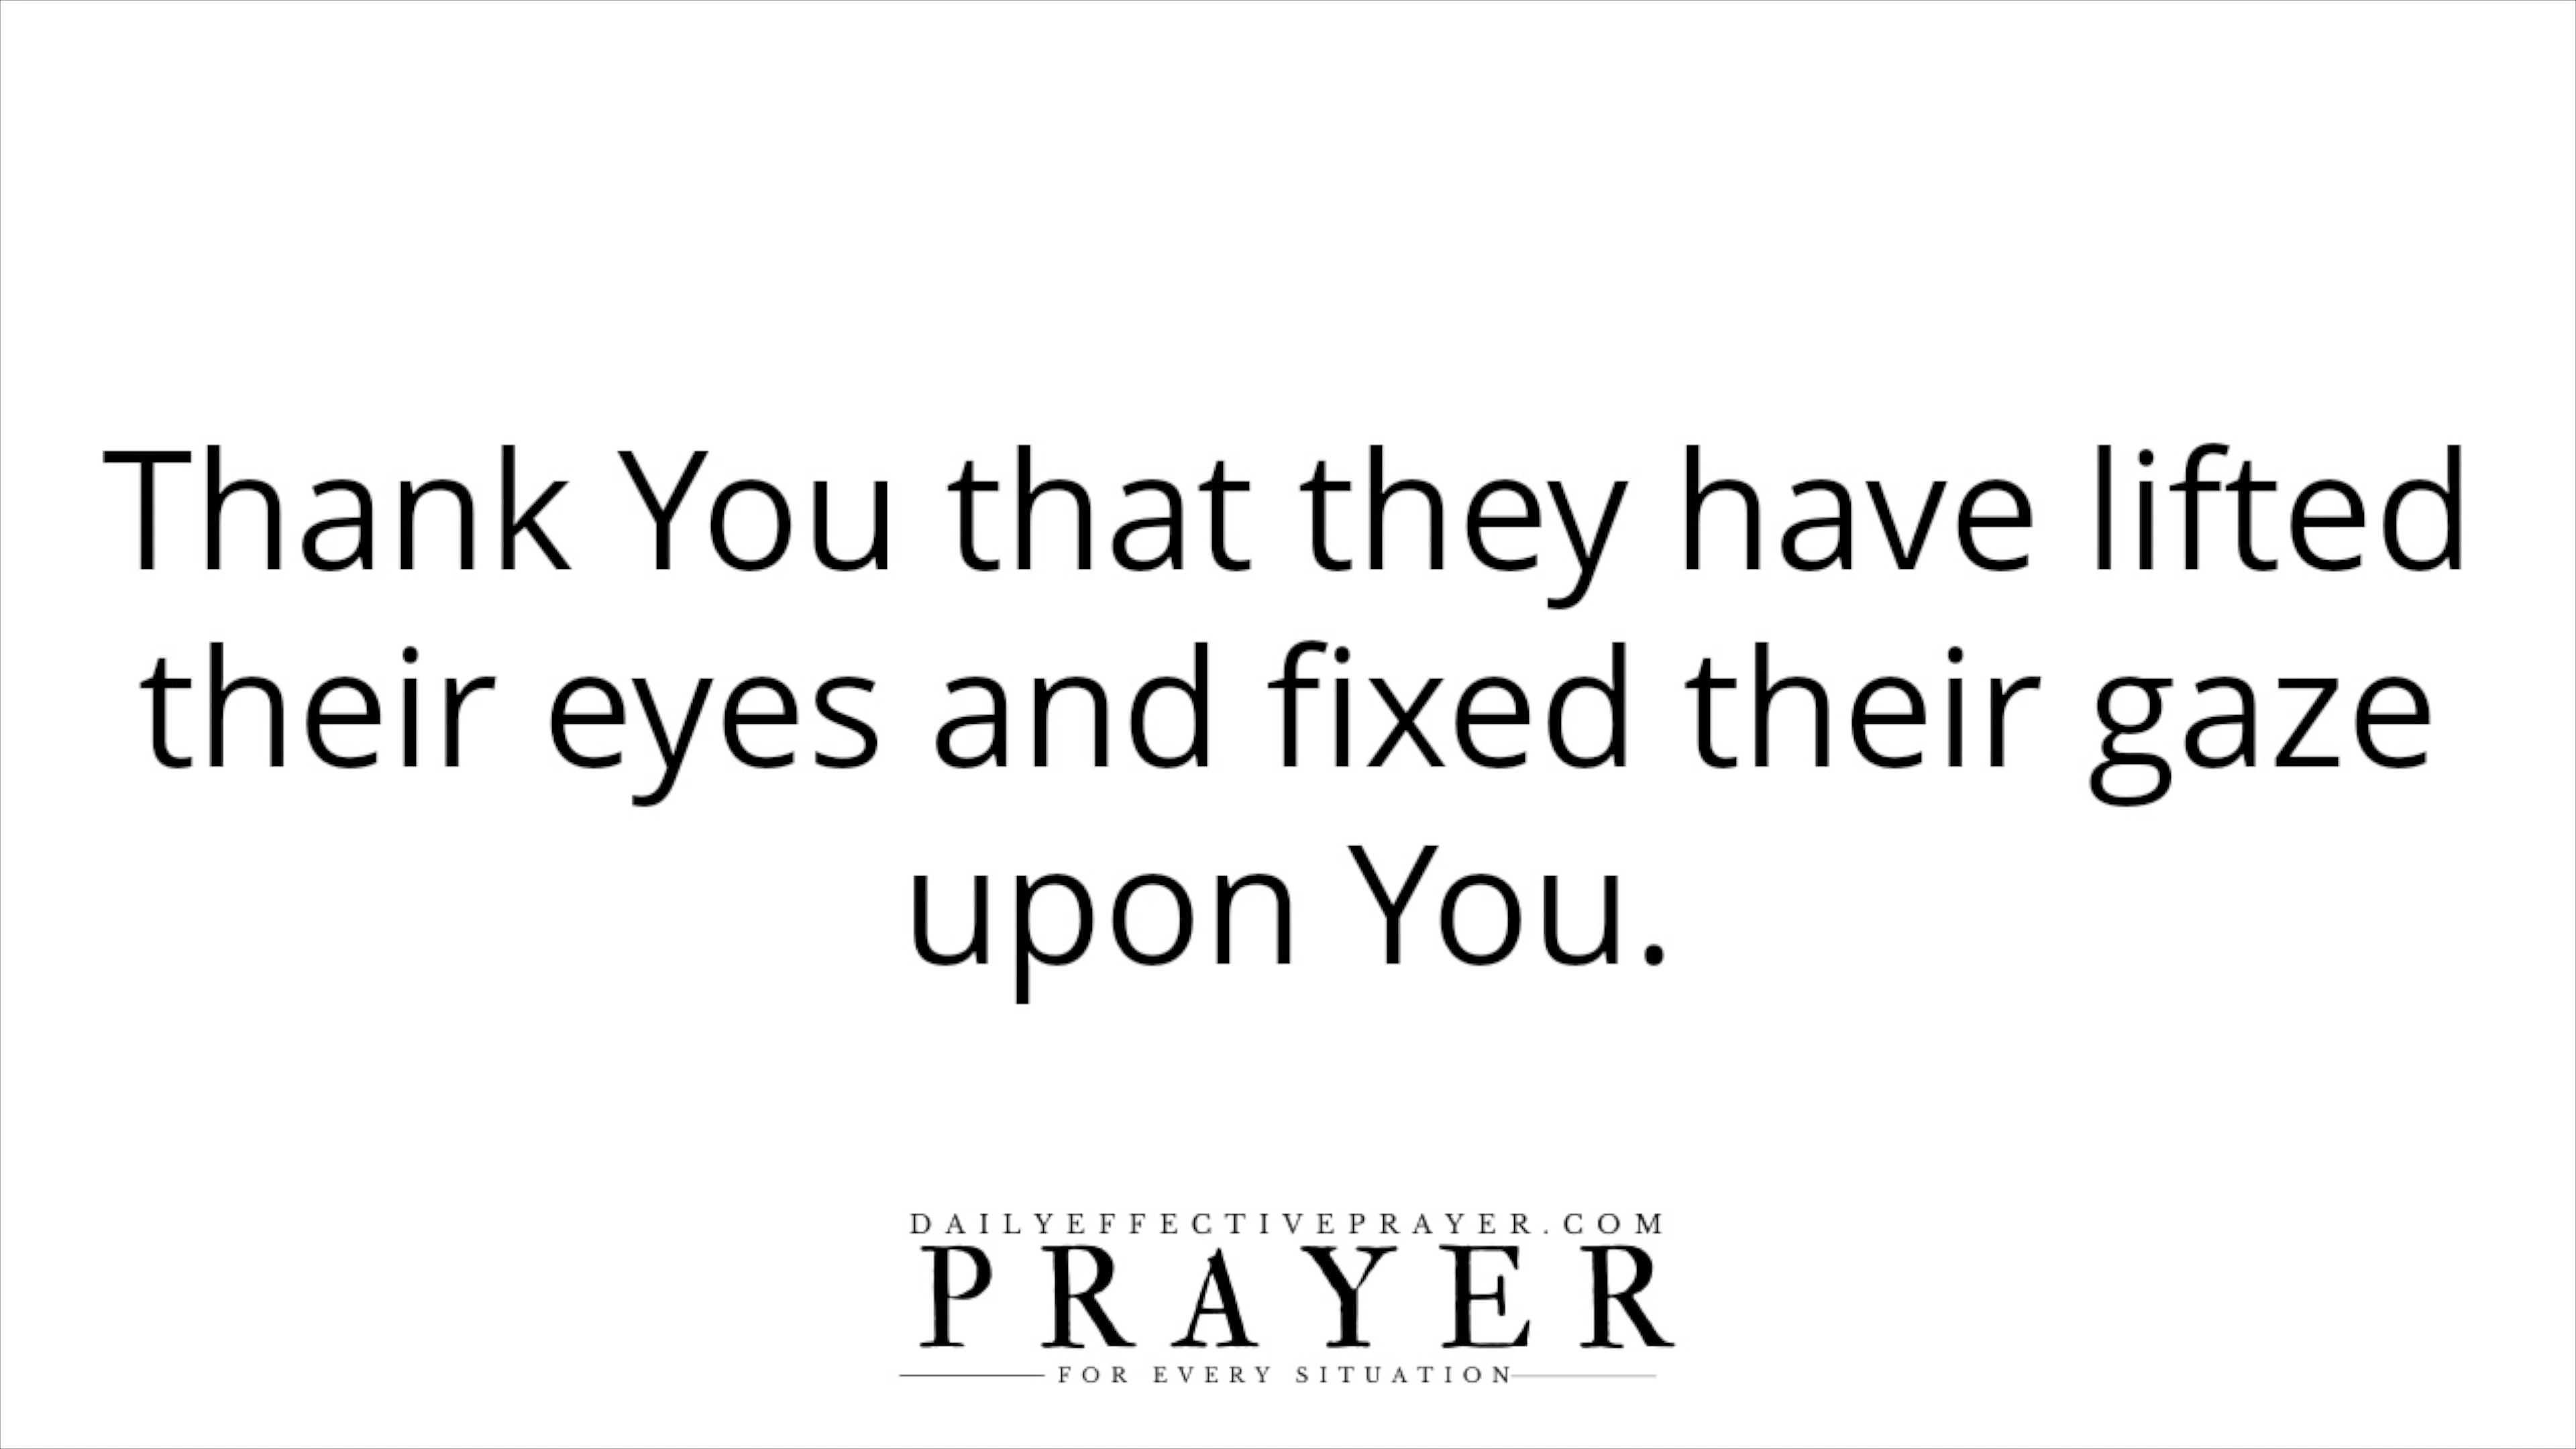 Thank You that they have lifted
their eyes and fixed their gaze
upon You.
DAILYEFFECTIVEPRAYER.COM
PRAYER
FOR EVERY SITUATION